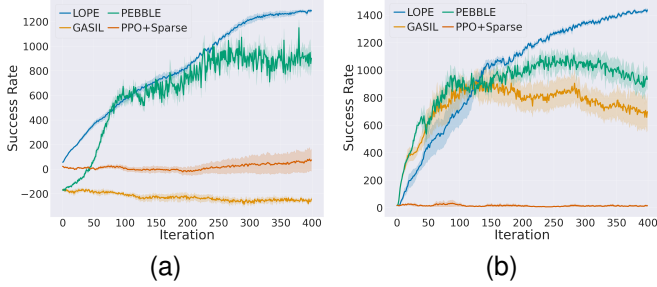 LOPE PEBBLE
GASIL PPO+Sparse
1200
1000
800
600
400
200
0
−200
Success Rate
0 50 100 150 200 250 300 350 400
Iteration
(a)
LOPE PEBBLE
GASIL PPO+Sparse
1400
1200
1000
800
600
400
200
0
Success Rate
0 50 100 150 200 250 300 350 400
Iteration
(b)